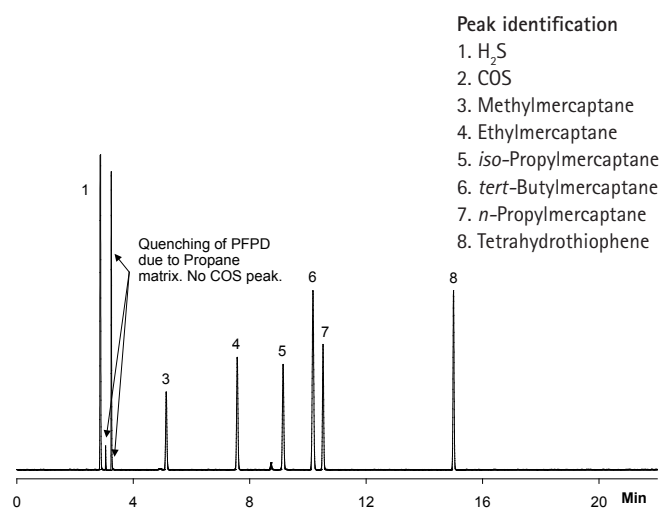 Peak identification
1. H₂S
2. COS
3. Methylmercaptane
4. Ethylmercaptane
5. iso-Propylmercaptane
6. tert-Butylmercaptane
7. n-Propylmercaptane
8. Tetrahydrothiophene
1
Quenching of PFPD
due to Propane
matrix. No COS peak.
3
4
5
6
7
8
0 4 8 12 16 20 Min